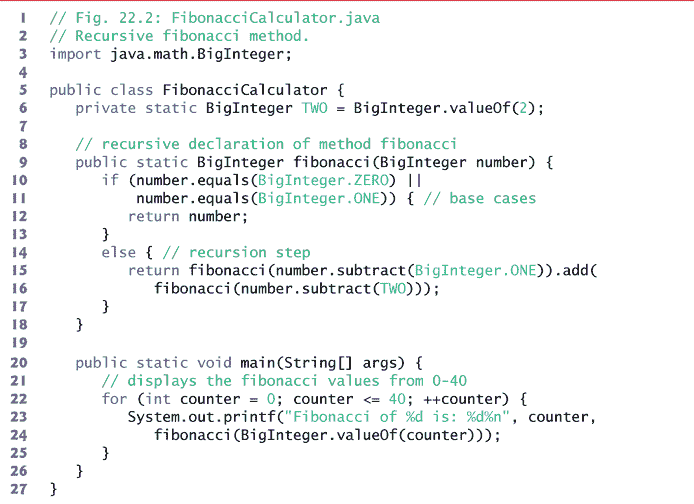 1 // Fig. 22.2: FibonacciCalculator.java
2 // Recursive fibonacci method.
3 import java.math.BigInteger;
4
5 public class FibonacciCalculator {
6    private static BigInteger TWO = BigInteger.valueOf(2);
7
8    // recursive declaration of method fibonacci
9    public static BigInteger fibonacci(BigInteger number) {
10       if (number.equals(BigInteger.ZERO) ||
11           number.equals(BigInteger.ONE)) { // base cases
12          return number;
13       }
14       else { // recursion step
15          return fibonacci(number.subtract(BigInteger.ONE)).add(
16             fibonacci(number.subtract(TWO)));
17       }
18    }
19
20    public static void main(String[] args) {
21       // displays the fibonacci values from 0-40
22       for (int counter = 0; counter <= 40; ++counter) {
23          System.out.printf("Fibonacci of %d is: %d%n", counter,
24             fibonacci(BigInteger.valueOf(counter)));
25       }
26    }
27 }